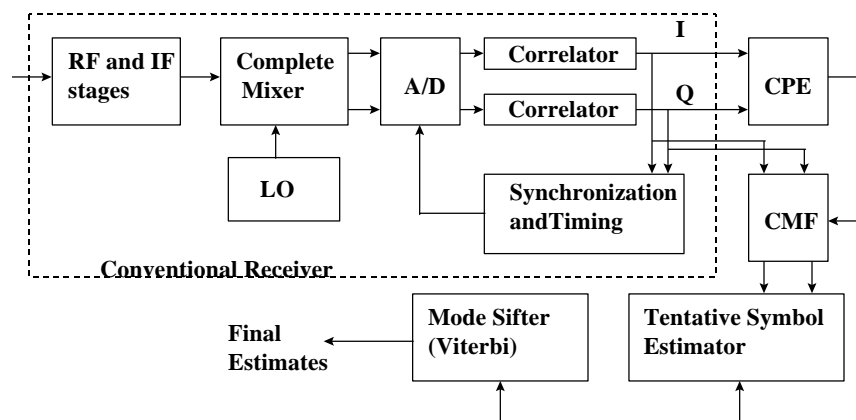 RF and IF
stages
Complete
Mixer
A/D
Correlator
Correlator
I
Q
CPE
LO
Synchronization
andTiming
CMF
Conventional Receiver
Final
Estimates
Mode Sifter
(Viterbi)
Tentative Symbol
Estimator